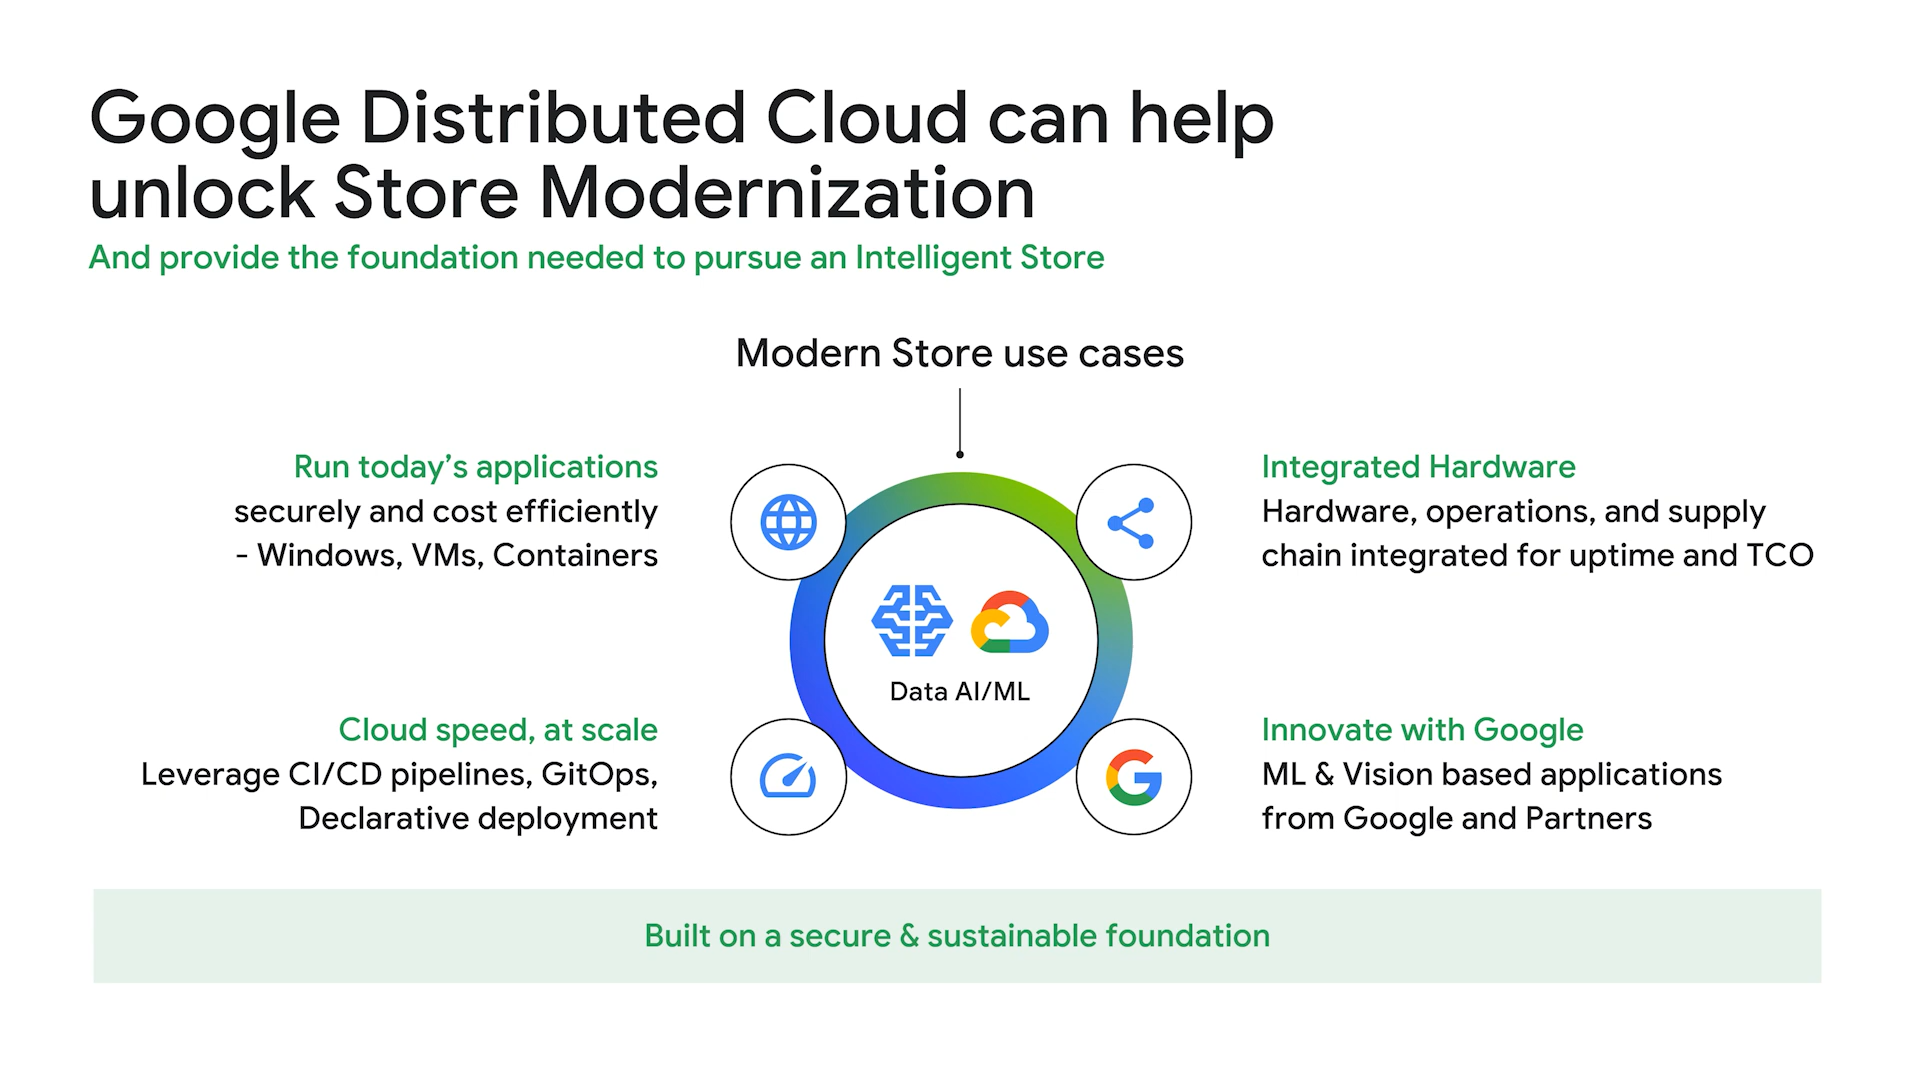 Google Distributed Cloud can help
unlock Store Modernization
And provide the foundation needed to pursue an Intelligent Store
Modern Store use cases
Run today’s applications
securely and cost efficiently
- Windows, VMs, Containers
Integrated Hardware
Hardware, operations, and supply
chain integrated for uptime and TCO
Data AI/ML
Cloud speed, at scale
Leverage CI/CD pipelines, GitOps,
Declarative deployment
Innovate with Google
ML & Vision based applications
from Google and Partners
Built on a secure & sustainable foundation